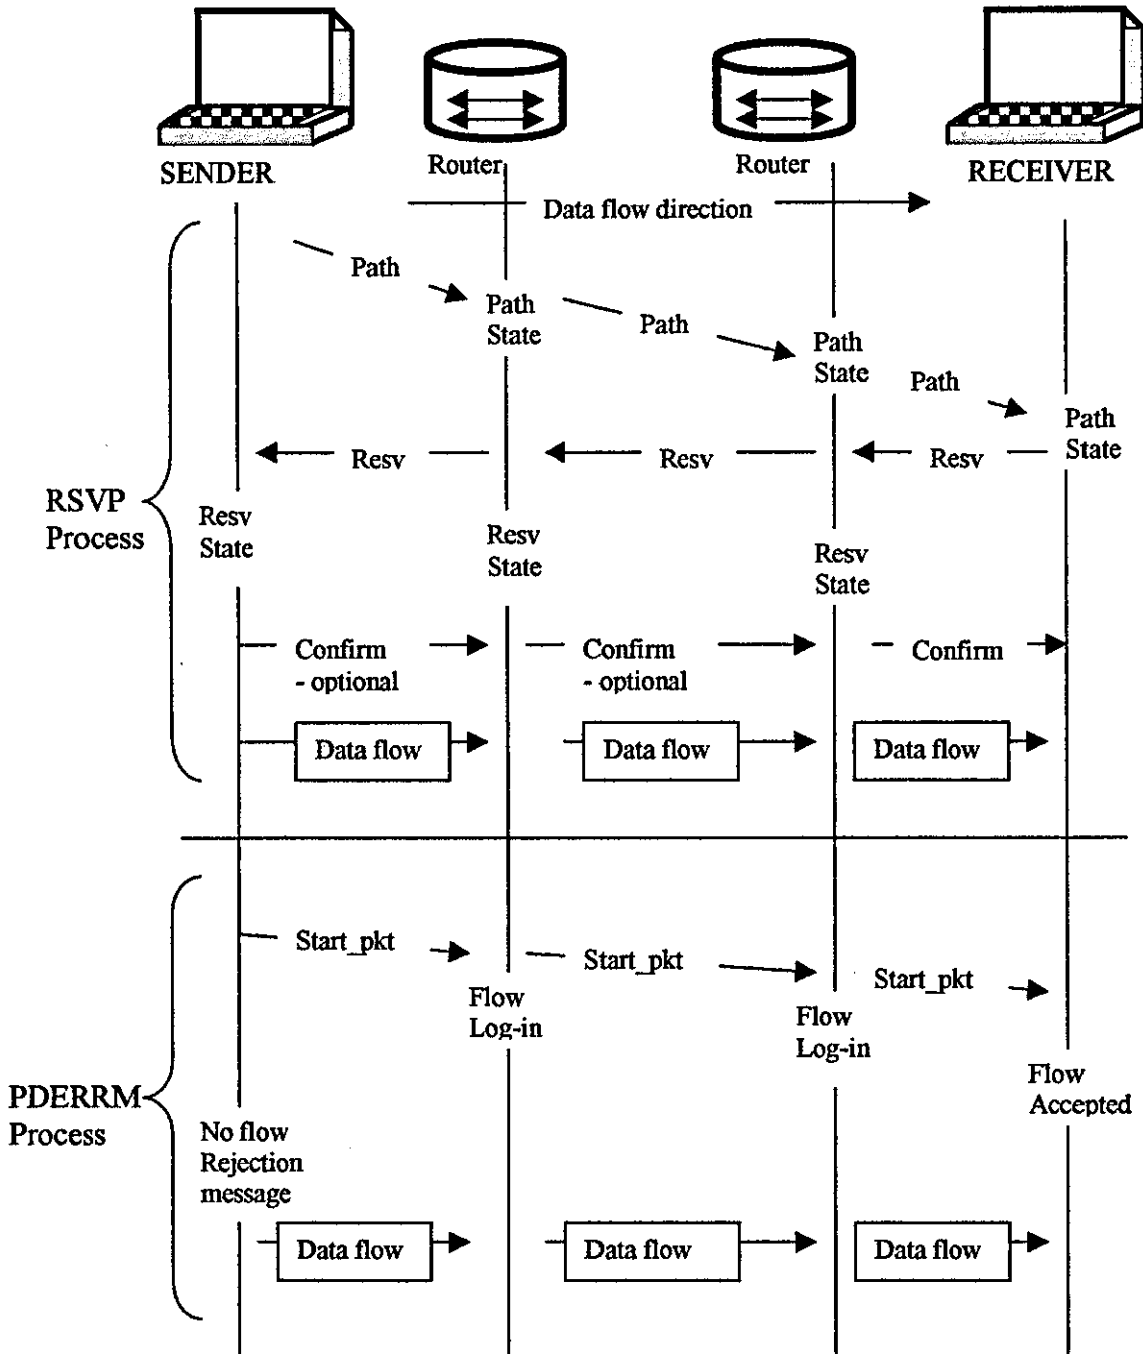 SENDER
Router
Router
RECEIVER
Data flow direction
Path
Path
State
Path
Path
State
Path
Path
State
Resv
Resv
Resv
RSVP
Process
Resv
State
Resv
State
Resv
State
Confirm
- optional
Confirm
- optional
Confirm
Data flow
Data flow
Data flow
Start_pkt
Start_pkt
Start_pkt
Flow
Log-in
Flow
Log-in
Flow
Accepted
PDERRM
Process
No flow
Rejection
message
Data flow
Data flow
Data flow